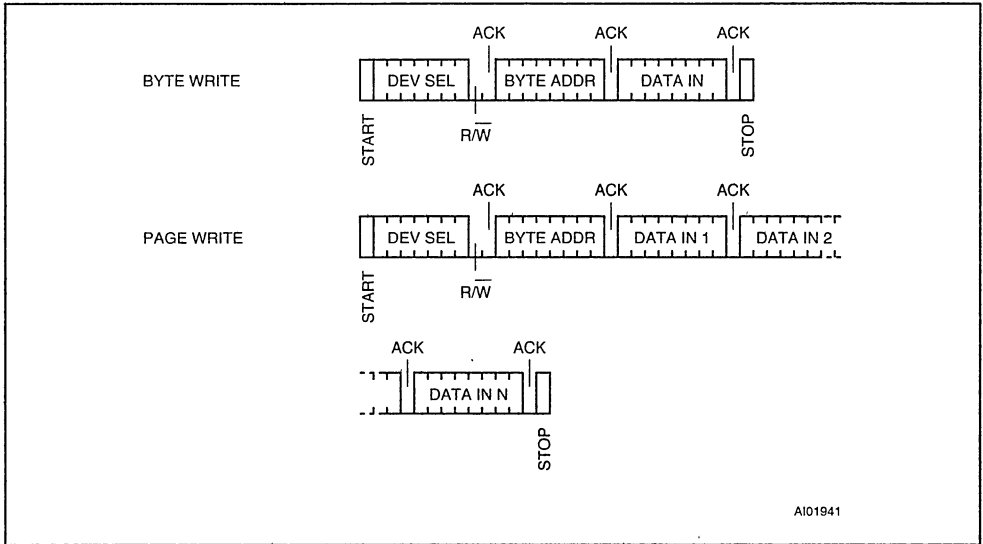 ACK ACK ACK
BYTE WRITE
DEV SEL BYTE ADDR DATA IN
R/W̅
START
STOP
ACK ACK ACK
PAGE WRITE
DEV SEL BYTE ADDR DATA IN 1 DATA IN 2
R/W̅
START
ACK ACK
DATA IN N
STOP
AI01941